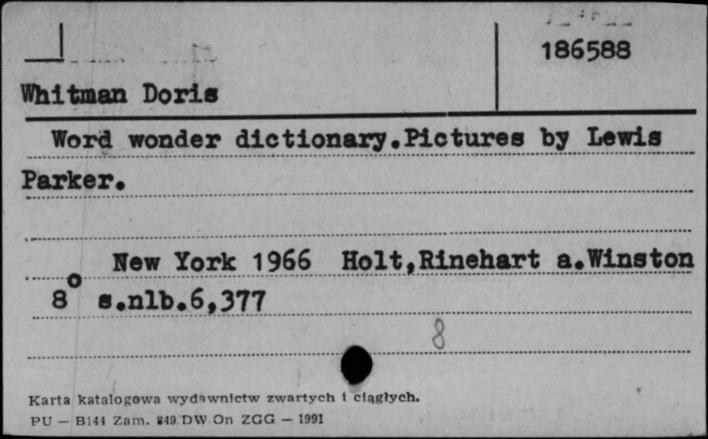 186588
Whitman Doris
Word wonder dictionary.Pictures by Lewis
Parker.
New York 1966 Holt,Rinehart a.Winston
8° s.nlb.6,377
8
Karta katalogowa wydawnictw zwartych i ciągłych.
PU — B144 Zam. 849 DW On ZGG — 1991